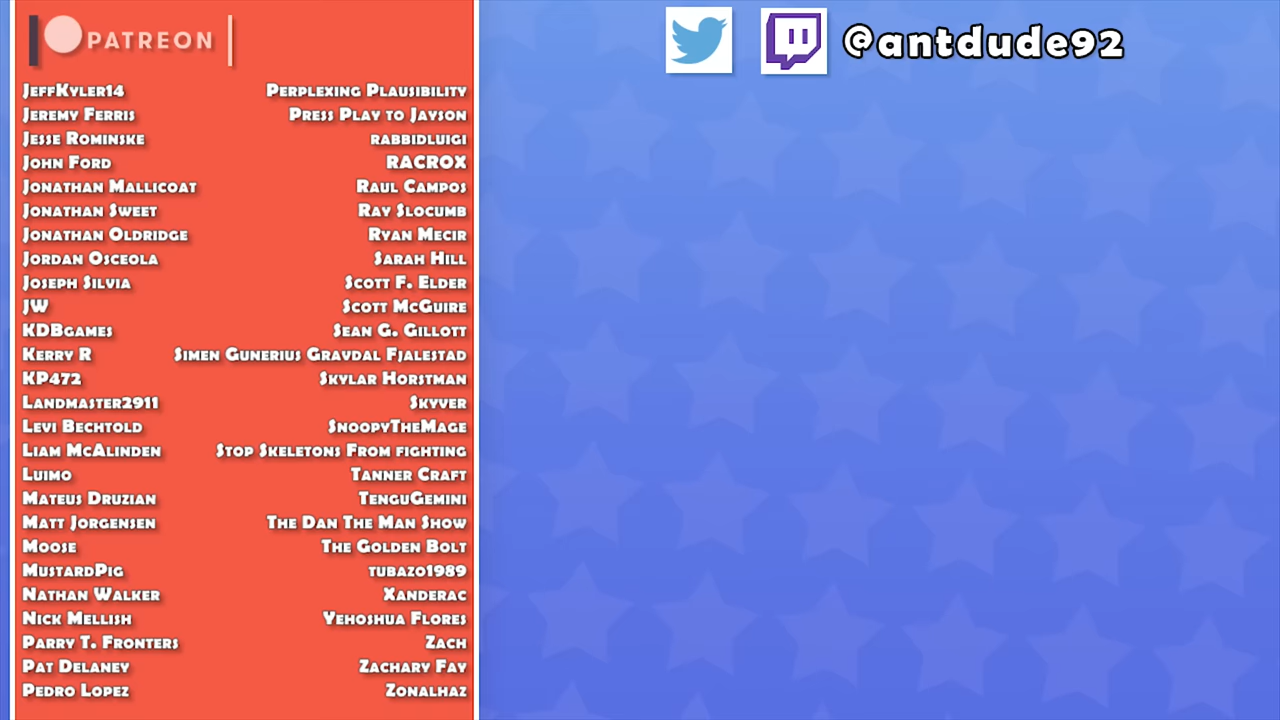 PATREON
@antdude92
JeffKyler14
Jeremy Ferris
Jesse Rominske
John Ford
Jonathan Mallicoat
Jonathan Sweet
Jonathan Oldridge
Jordan Osceola
Joseph Silvia
JW
KDBgames
Kerry R
KP472
Landmaster2911
Levi Bechtold
Liam McAlinden
Luimo
Mateus Druzian
Matt Jorgensen
Moose
MustardPig
Nathan Walker
Nick Mellish
Parry T. Fronters
Pat Delaney
Pedro Lopez
Perplexing Plausibility
Press Play to Jayson
rabbidluigi
RACROX
Raul Campos
Ray Slocumb
Ryan Mecir
Sarah Hill
Scott F. Elder
Scott McGuire
Sean G. Gillott
Simen Gunerius Gravdal Fjalestad
Skylar Horstman
Skyver
SnoopyTheMage
Stop Skeletons From fighting
Tanner Craft
TenguGemini
The Dan The Man Show
The Golden Bolt
tubazo1989
Xanderac
Yehoshua Flores
Zach
Zachary Fay
Zonalhaz